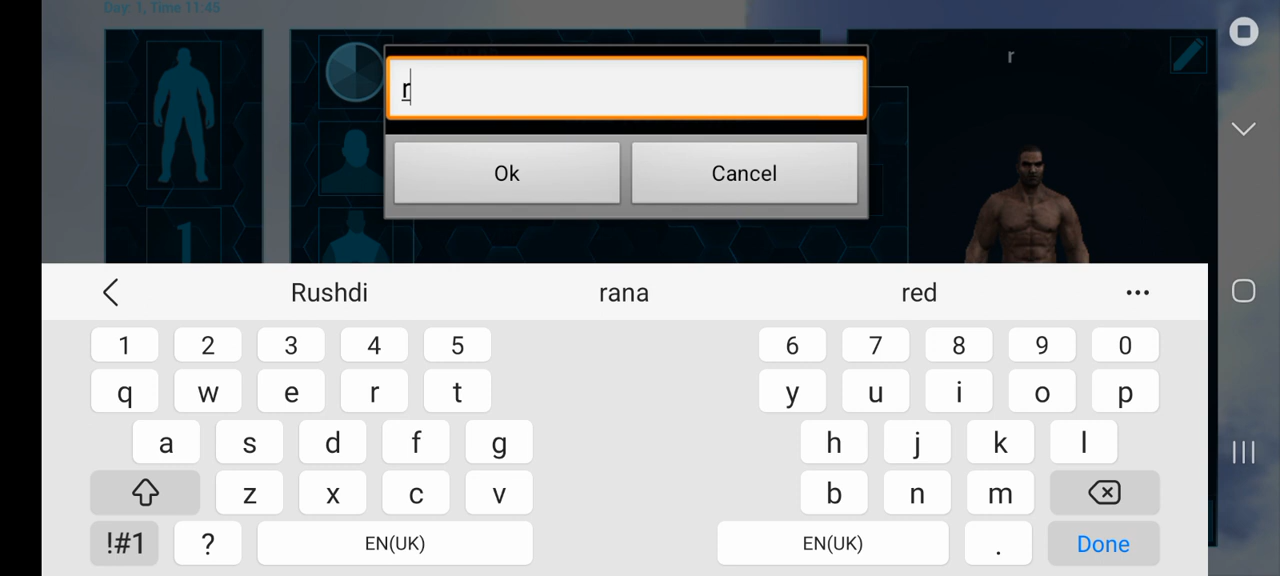 Day: 1, Time 11:45
r
r
Ok
Cancel
1
Rushdi
rana
red
...
1 2 3 4 5 6 7 8 9 0
q w e r t y u i o p
a s d f g h j k l
z x c v b n m
!#1 ? EN(UK) EN(UK) . Done